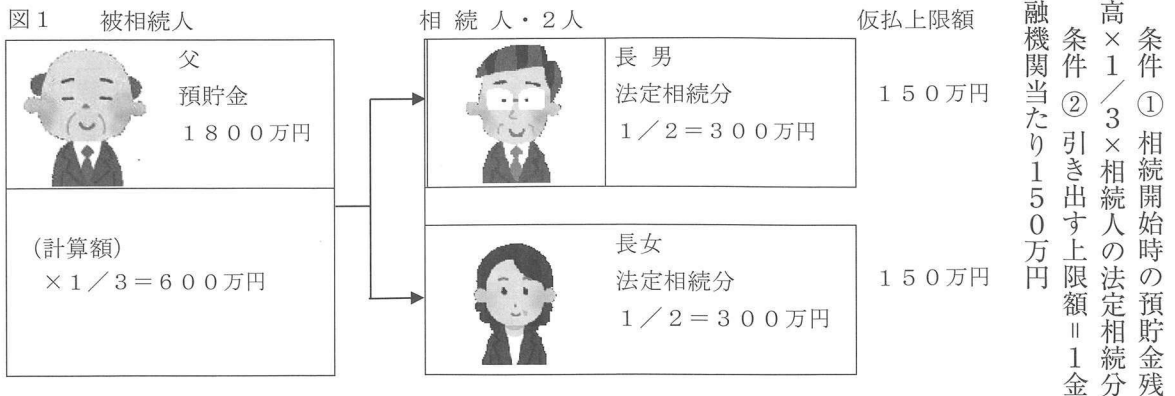 条件①相続開始時の預貯金残
高×1／3×相続人の法定相続分
条件②引き出す上限額＝1金
融機関当たり150万円
図１　被相続人　相続人・２人　仮払上限額
父
預貯金
１８００万円
（計算額）
×１／３＝６００万円
長男
法定相続分
１／２＝３００万円
１５０万円
長女
法定相続分
１／２＝３００万円
１５０万円